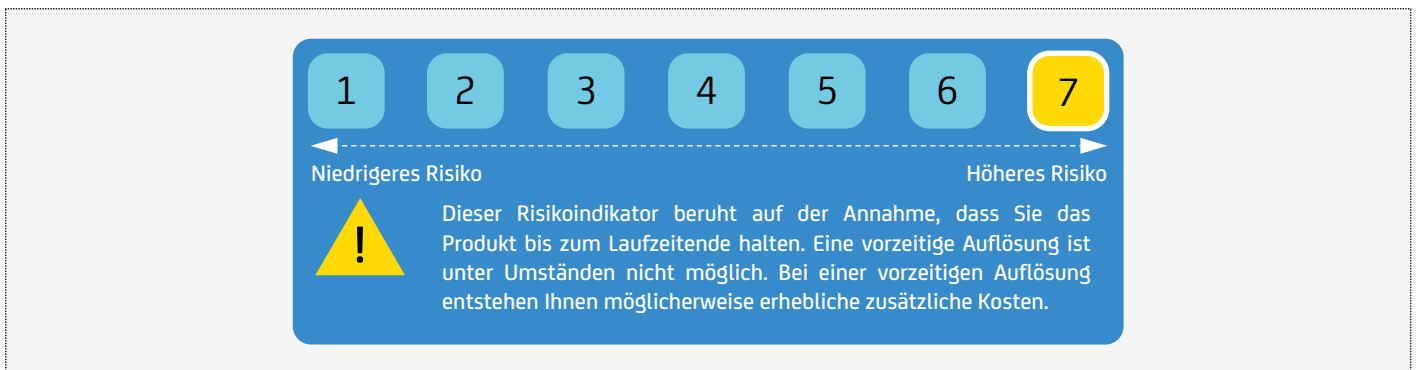 1 2 3 4 5 6 7
Niedrigeres Risiko Höheres Risiko
! Dieser Risikoindikator beruht auf der Annahme, dass Sie das
Produkt bis zum Laufzeitende halten. Eine vorzeitige Auflösung ist
unter Umständen nicht möglich. Bei einer vorzeitigen Auflösung
entstehen Ihnen möglicherweise erhebliche zusätzliche Kosten.